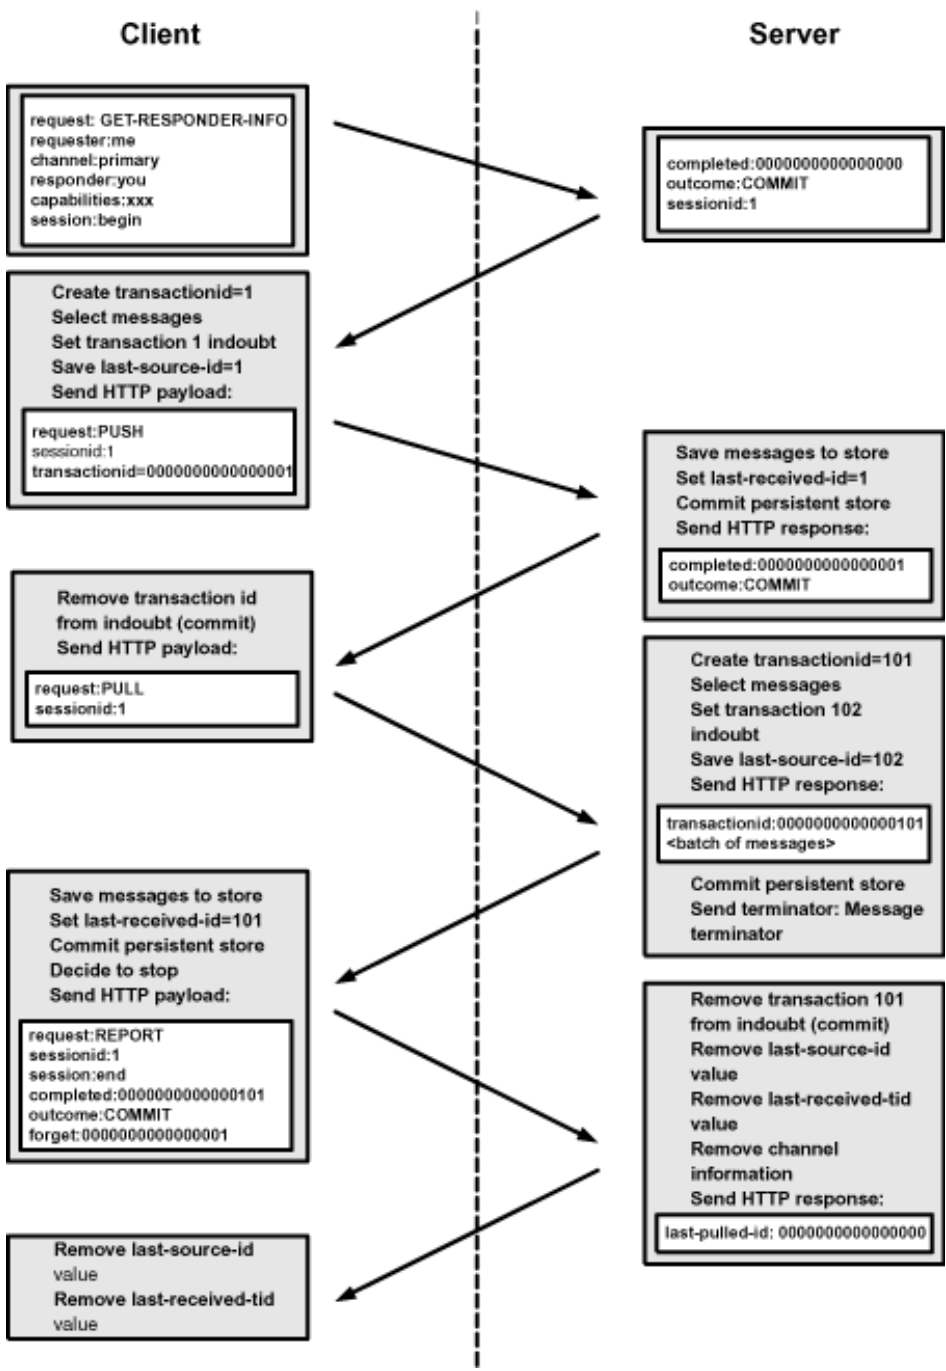 Client
Server
request: GET-RESPONDER-INFO
requester:me
channel:primary
responder:you
capabilities:xxx
session:begin
completed:0000000000000000
outcome:COMMIT
sessionid:1
Create transactionid=1
Select messages
Set transaction 1 indoubt
Save last-source-id=1
Send HTTP payload:
request:PUSH
sessionid:1
transactionid=0000000000000001
Save messages to store
Set last-received-id=1
Commit persistent store
Send HTTP response:
completed:0000000000000001
outcome:COMMIT
Remove transaction id
from indoubt (commit)
Send HTTP payload:
request:PULL
sessionid:1
Create transactionid=101
Select messages
Set transaction 102
indoubt
Save last-source-id=102
Send HTTP response:
transactionid:0000000000000101
<batch of messages>
Commit persistent store
Send terminator: Message
terminator
Save messages to store
Set last-received-id=101
Commit persistent store
Decide to stop
Send HTTP payload:
request:REPORT
sessionid:1
session:end
completed:0000000000000101
outcome:COMMIT
forget:0000000000000001
Remove transaction 101
from indoubt (commit)
Remove last-source-id
value
Remove last-received-tid
value
Remove channel
information
Send HTTP response:
last-pulled-id: 0000000000000000
Remove last-source-id
value
Remove last-received-tid
value